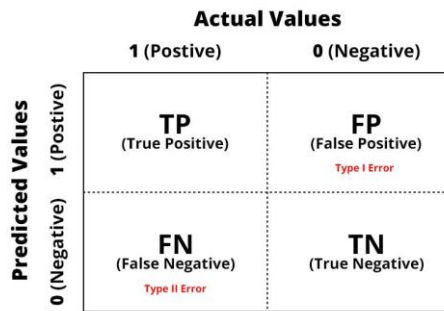 Actual Values
1 (Postive) 0 (Negative)
Predicted Values
1 (Postive)
TP FP
(True Positive) (False Positive)
Type I Error
0 (Negative)
FN TN
(False Negative) (True Negative)
Type II Error